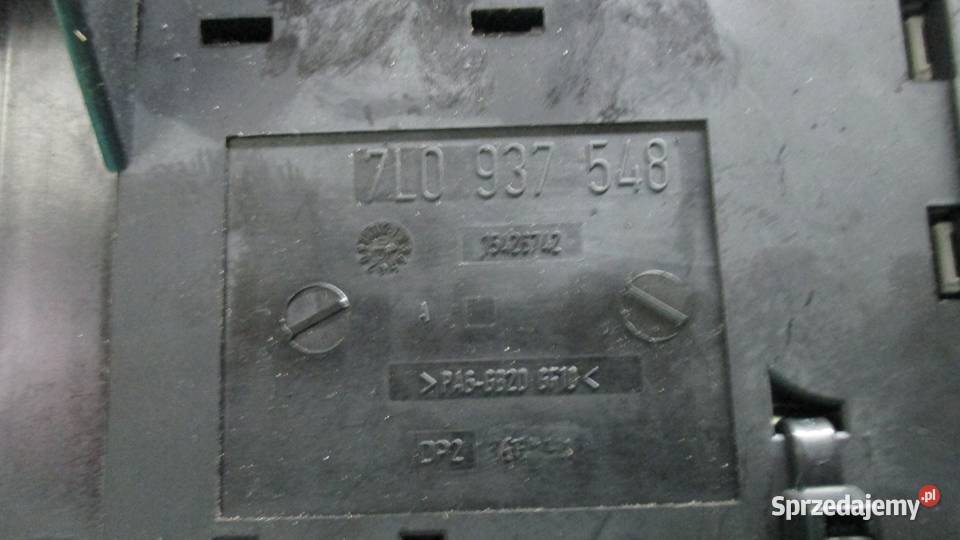 7L0 937 548
15426742
A
>PA6-GB20 GF10<
DP2
Sprzedajemy.pl